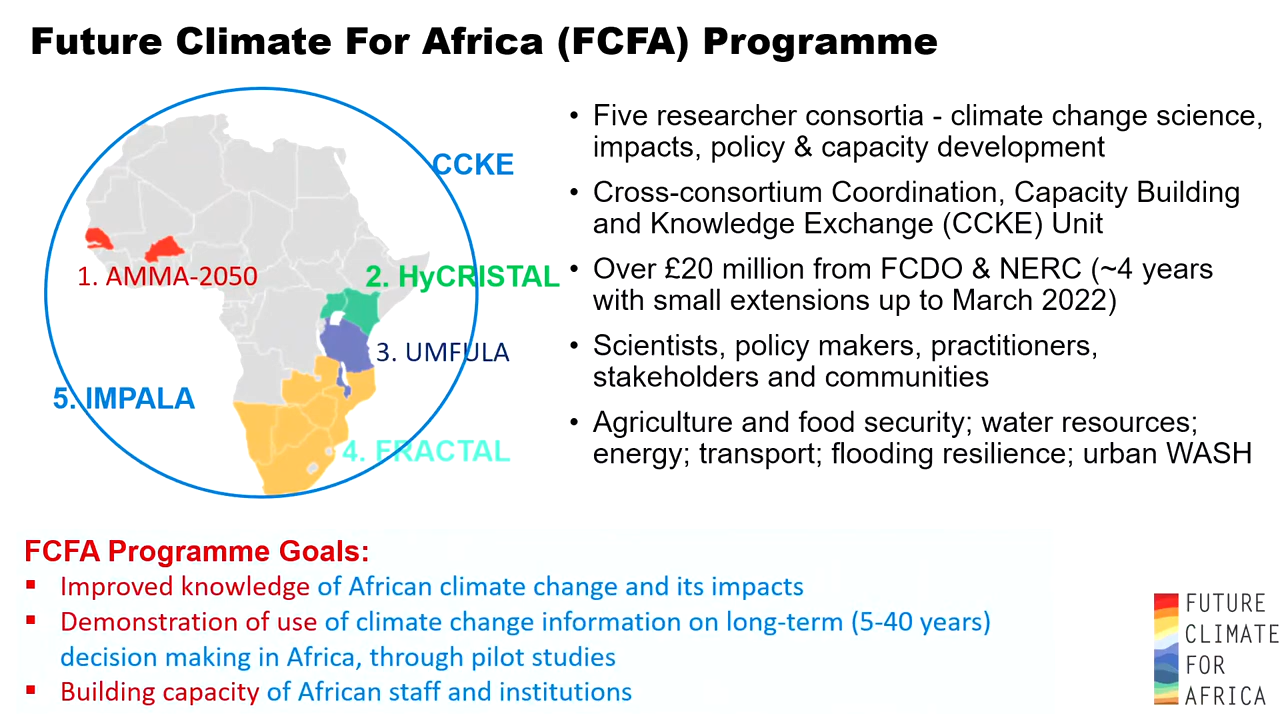 Future Climate For Africa (FCFA) Programme
CCKE
1. AMMA-2050
2. HyCRISTAL
3. UMFULA
5. IMPALA
4. FRACTAL
• Five researcher consortia - climate change science,
impacts, policy & capacity development
• Cross-consortium Coordination, Capacity Building
and Knowledge Exchange (CCKE) Unit
• Over £20 million from FCDO & NERC (~4 years
with small extensions up to March 2022)
• Scientists, policy makers, practitioners,
stakeholders and communities
• Agriculture and food security; water resources;
energy; transport; flooding resilience; urban WASH
FCFA Programme Goals:
▪ Improved knowledge of African climate change and its impacts
▪ Demonstration of use of climate change information on long-term (5-40 years)
decision making in Africa, through pilot studies
▪ Building capacity of African staff and institutions
FUTURE
CLIMATE
FOR
AFRICA